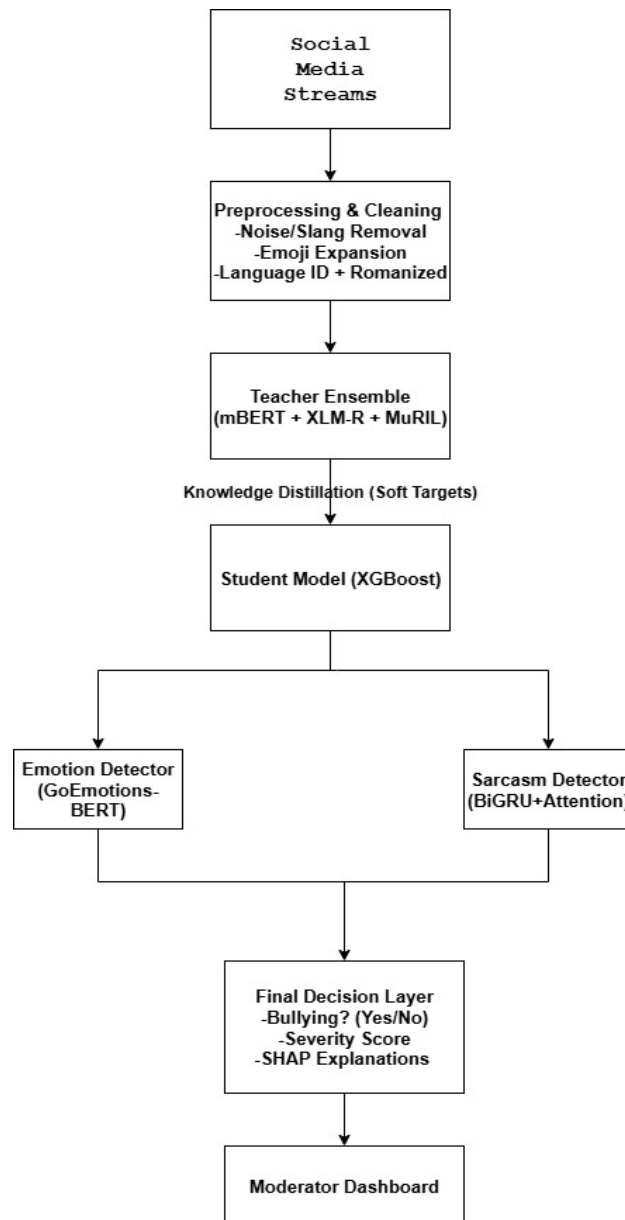 Social
Media
Streams
Preprocessing & Cleaning
-Noise/Slang Removal
-Emoji Expansion
-Language ID + Romanized
Teacher Ensemble
(mBERT + XLM-R + MuRIL)
Knowledge Distillation (Soft Targets)
Student Model (XGBoost)
Emotion Detector
(GoEmotions-
BERT)
Sarcasm Detector
(BiGRU+Attention)
Final Decision Layer
-Bullying? (Yes/No)
-Severity Score
-SHAP Explanations
Moderator Dashboard